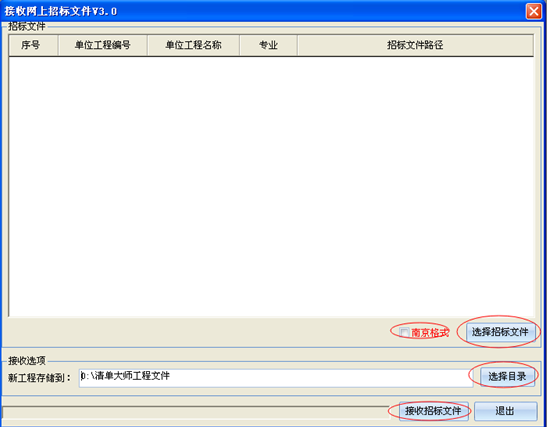 接收网上招标文件V3.0
招标文件
序号 单位工程编号 单位工程名称 专业 招标文件路径
南京格式 选择招标文件
接收选项
新工程存储到： D:\清单大师工程文件 选择目录
接收招标文件 退出